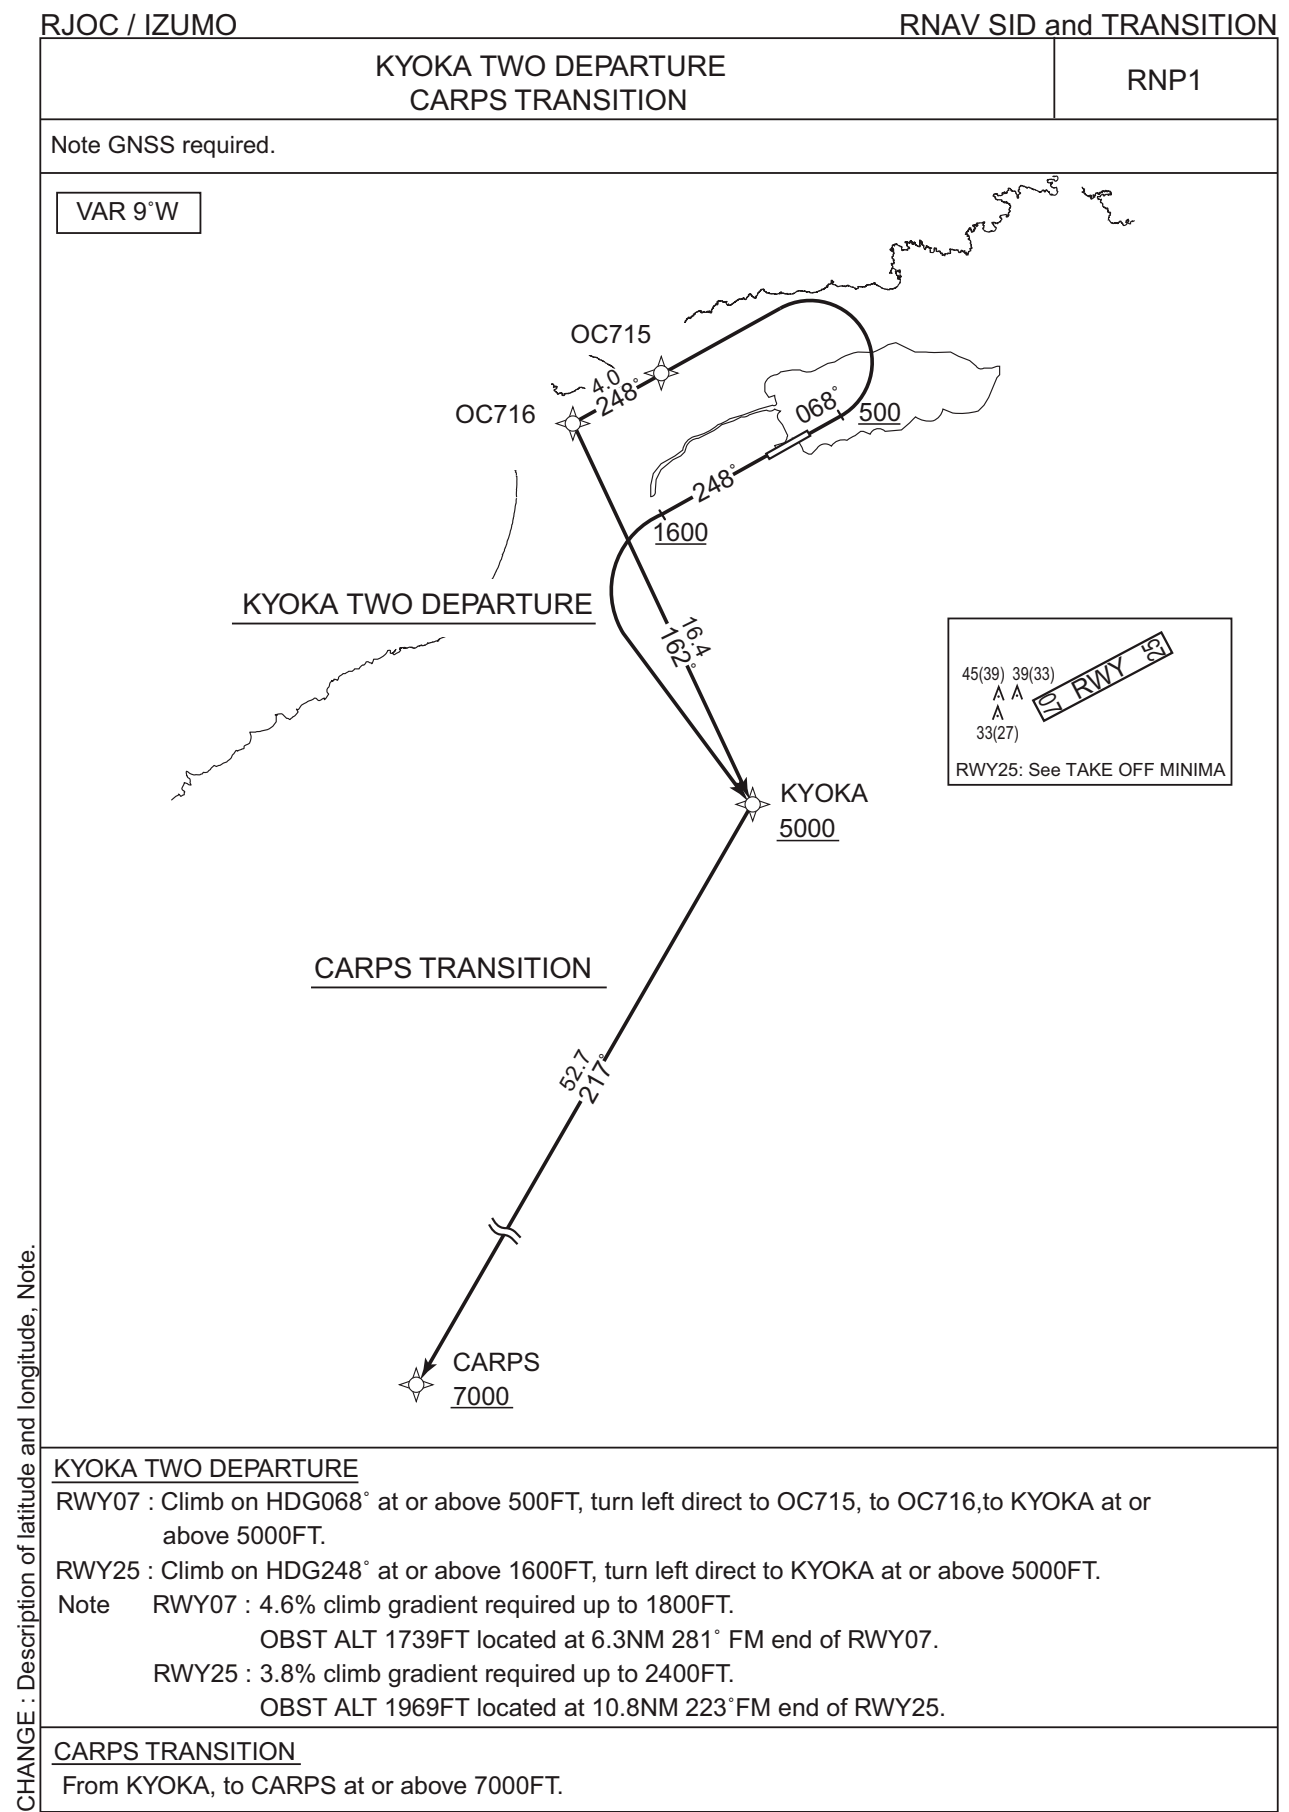 RJOC / IZUMO
RNAV SID and TRANSITION
KYOKA TWO DEPARTURE
CARPS TRANSITION
RNP1
Note GNSS required.
VAR 9˚W
OC715
4.0
248˚
OC716
068˚
500
248˚
1600
KYOKA TWO DEPARTURE
16.4
162˚
45(39) 39(33)
33(27)
07 RWY 25
RWY25: See TAKE OFF MINIMA
KYOKA
5000
CARPS TRANSITION
52.7
217˚
CARPS
7000
KYOKA TWO DEPARTURE
RWY07 : Climb on HDG068˚ at or above 500FT, turn left direct to OC715, to OC716,to KYOKA at or
above 5000FT.
RWY25 : Climb on HDG248˚ at or above 1600FT, turn left direct to KYOKA at or above 5000FT.
Note RWY07 : 4.6% climb gradient required up to 1800FT.
OBST ALT 1739FT located at 6.3NM 281˚ FM end of RWY07.
RWY25 : 3.8% climb gradient required up to 2400FT.
OBST ALT 1969FT located at 10.8NM 223˚FM end of RWY25.
CARPS TRANSITION
From KYOKA, to CARPS at or above 7000FT.
CHANGE : Description of latitude and longitude, Note.